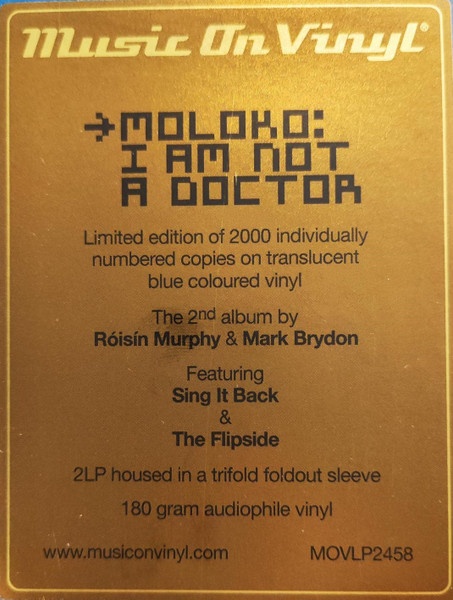 Music On Vinyl®
→MOLOKO:
I AM NOT
A DOCTOR
Limited edition of 2000 individually
numbered copies on translucent
blue coloured vinyl
The 2nd album by
Róisín Murphy & Mark Brydon
Featuring
Sing It Back
&
The Flipside
2LP housed in a trifold foldout sleeve
180 gram audiophile vinyl
www.musiconvinyl.com MOVLP2458